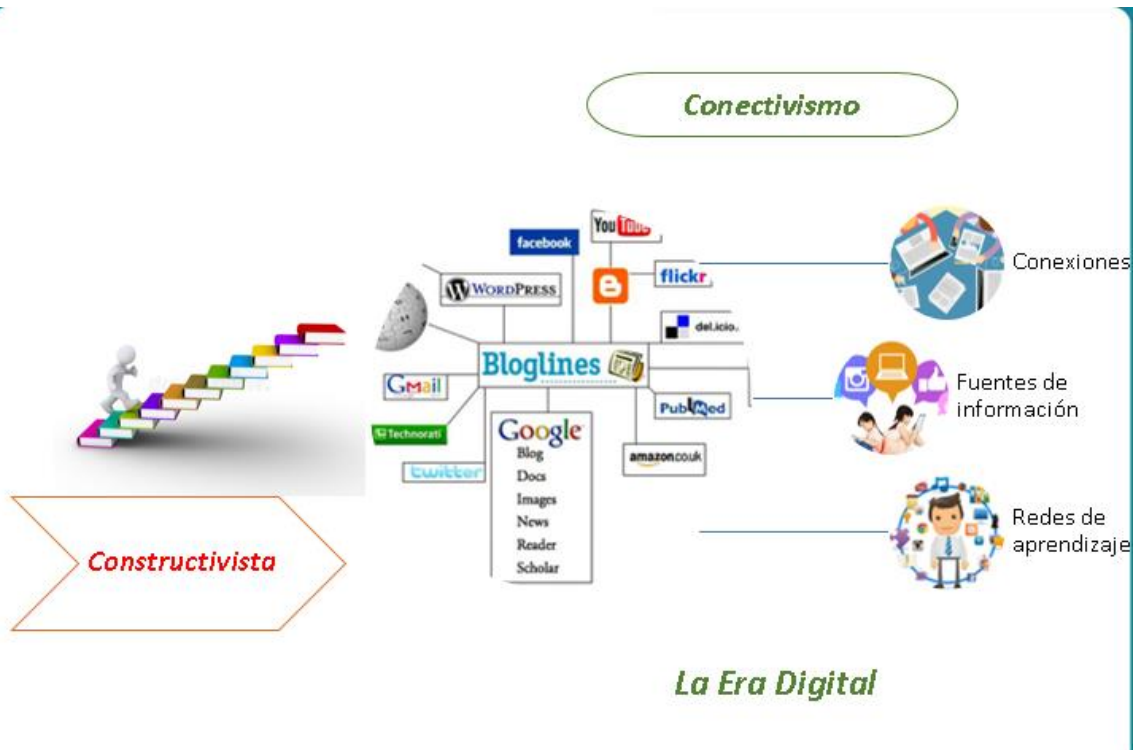 Conectivismo
You Tube
facebook
flickr
WORDPRESS
del.icio.
Bloglines
Gmail
PubMed
Technorati
Google
Blog
Docs
Images
News
Reader
Scholar
twitter
amazon.co.uk
Conexiones
Fuentes de
información
Redes de
aprendizaje
Constructivista
La Era Digital